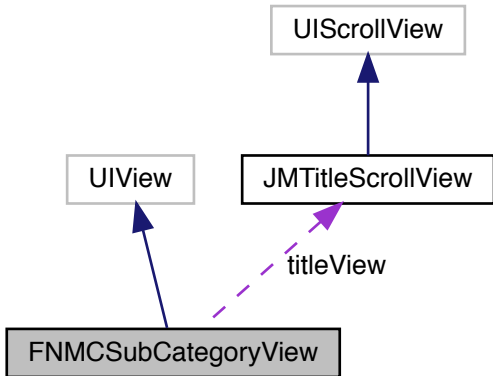 UIScrollView
UIView
JMTitleScrollView
titleView
FNMCSubCategoryView